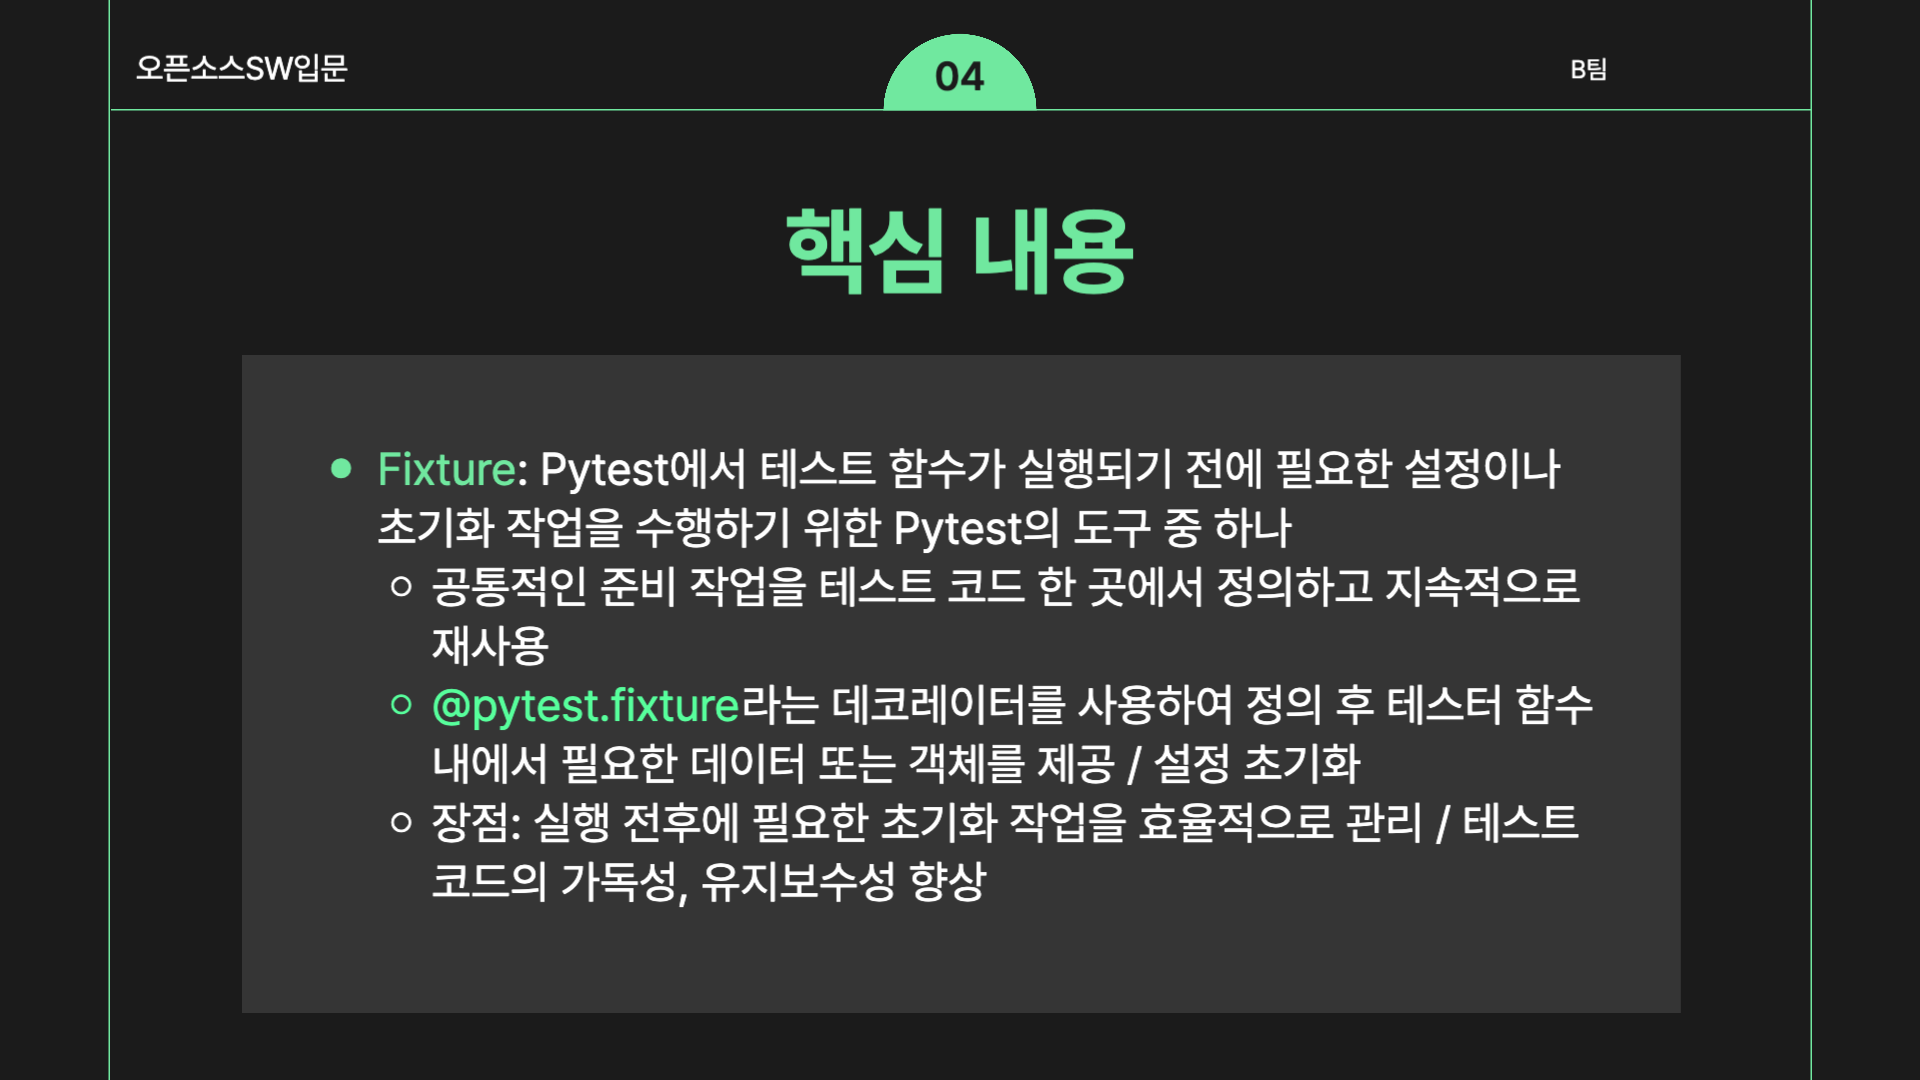 오픈소스SW입문
04
B팀
핵심 내용
Fixture: Pytest에서 테스트 함수가 실행되기 전에 필요한 설정이나
초기화 작업을 수행하기 위한 Pytest의 도구 중 하나
공통적인 준비 작업을 테스트 코드 한 곳에서 정의하고 지속적으로
재사용
@pytest.fixture라는 데코레이터를 사용하여 정의 후 테스터 함수
내에서 필요한 데이터 또는 객체를 제공 / 설정 초기화
장점: 실행 전후에 필요한 초기화 작업을 효율적으로 관리 / 테스트
코드의 가독성, 유지보수성 향상